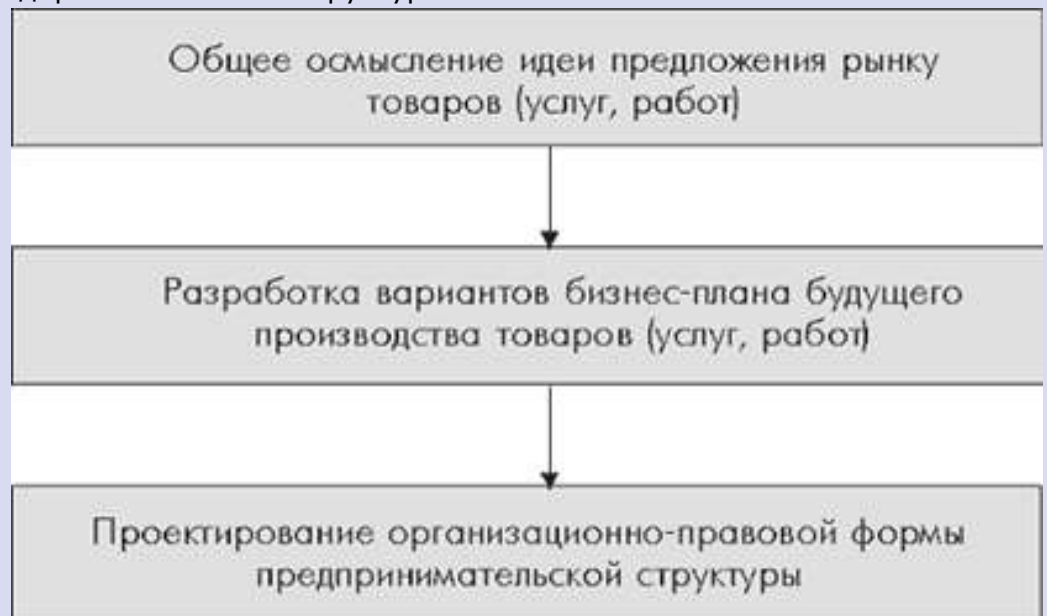 Общее осмысление идеи предложения рынку
товаров (услуг, работ)
Разработка вариантов бизнес-плана будущего
производства товаров (услуг, работ)
Проектирование организационно-правовой формы
предпринимательской структуры